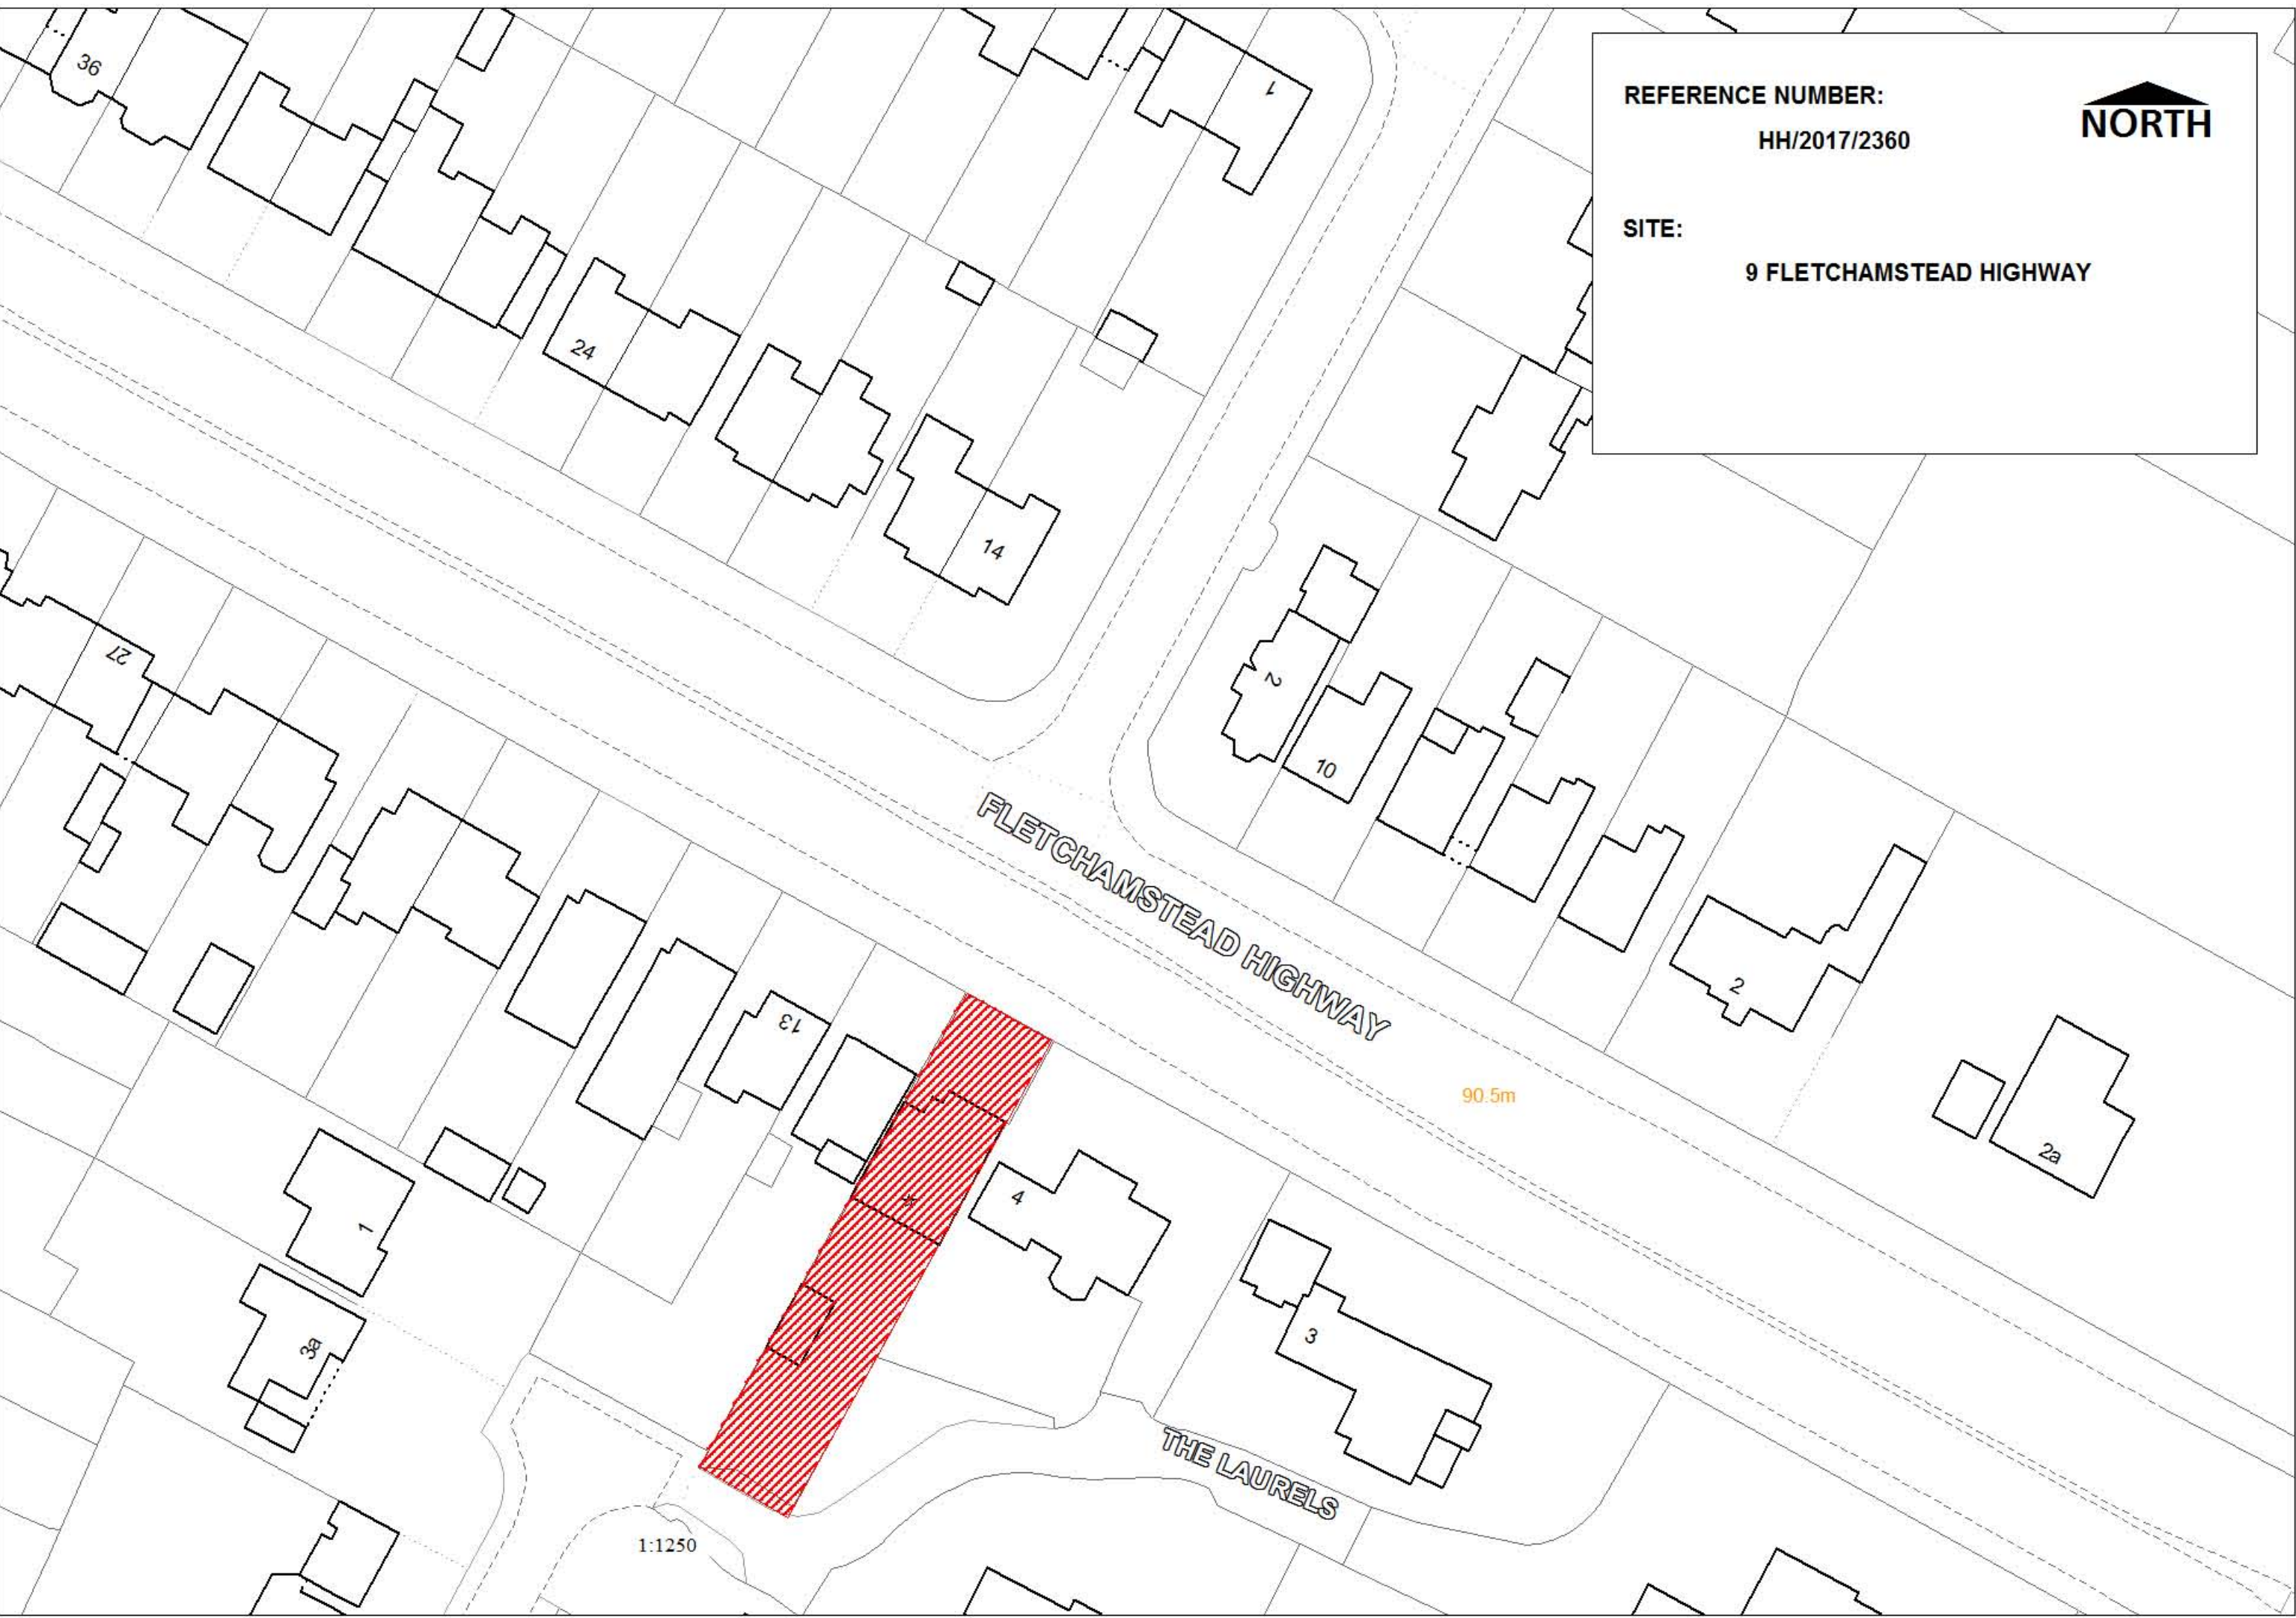 REFERENCE NUMBER:
HH/2017/2360
NORTH
SITE:
9 FLETCHAMSTEAD HIGHWAY
36
1
24
14
27
2
10
FLETCHAMSTEAD HIGHWAY
2
13
90.5m
2a
4
1
3
3a
THE LAURELS
1:1250